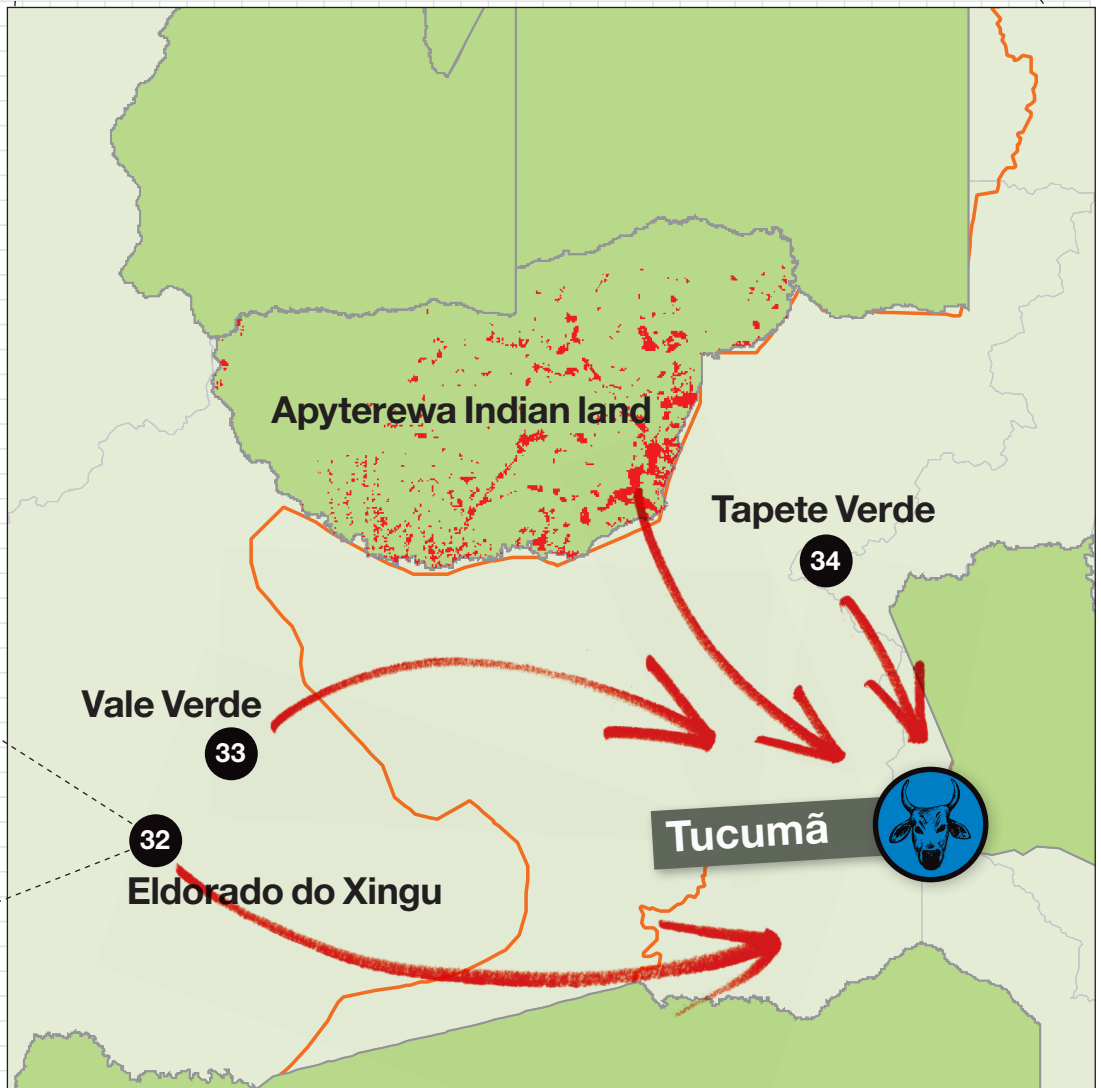 Apyterewa Indian land
Tapete Verde
34
Vale Verde
33
32
Eldorado do Xingu
Tucumã